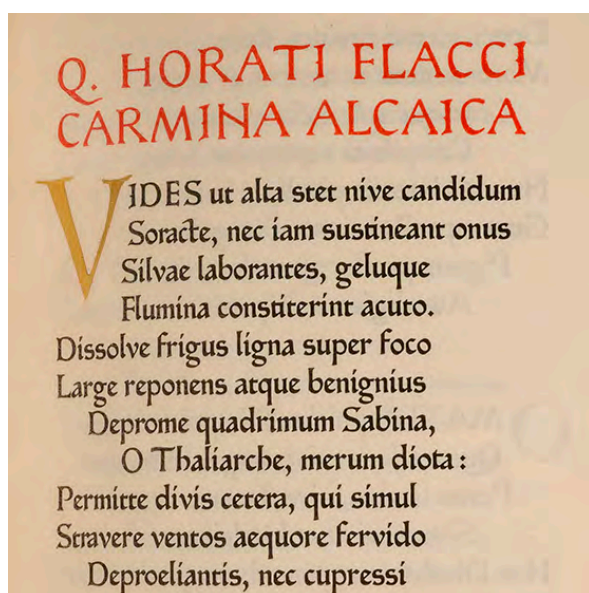 Q. HORATI FLACCI
CARMINA ALCAICA
VIDES ut alta stet nive candidum
Soracte, nec iam sustineant onus
Silvae laborantes, geluque
Flumina constiterint acuto.
Dissolve frigus ligna super foco
Large reponens atque benignius
Deprome quadrimum Sabina,
O Thaliarche, merum diota:
Permitte divis cetera, qui simul
Stravere ventos aequore fervido
Deproeliantis, nec cupressi